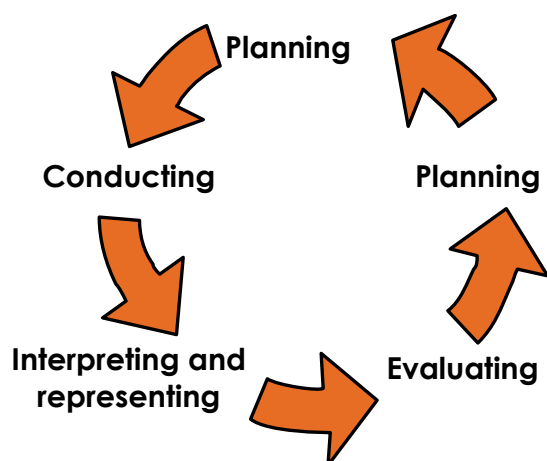 Planning
Conducting
Planning
Interpreting and
representing
Evaluating